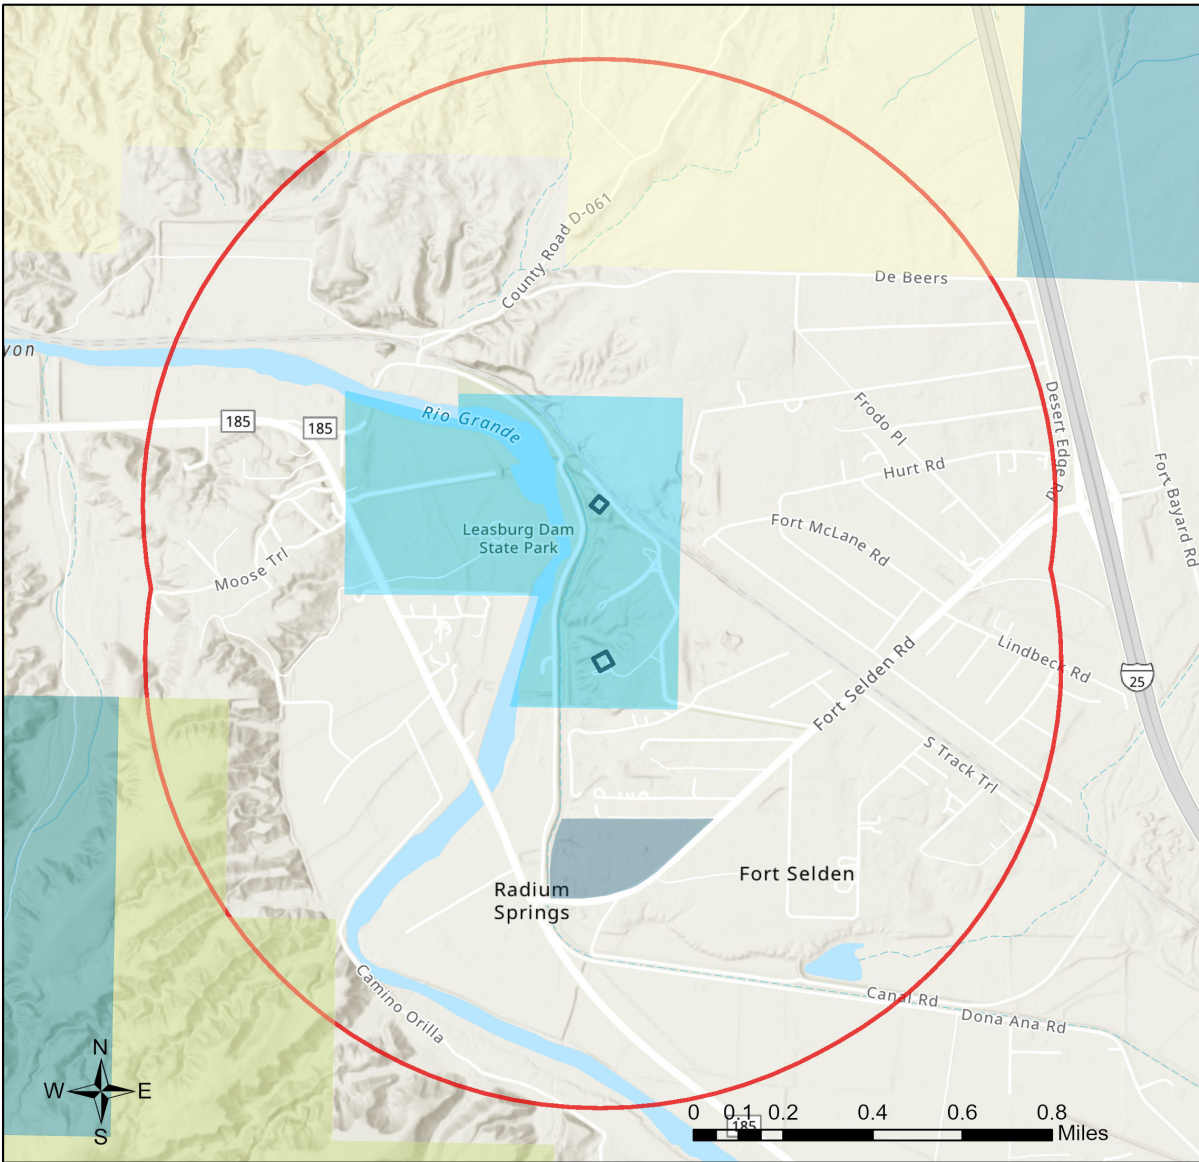 County Road D-061
De Beers
yon
Rio Grande
185
185
Frodo Pl
Desert Edge Rd
Hurt Rd
Fort Bayard Rd
Leasburg Dam
State Park
Fort McLane Rd
Moose Trl
Lindbeck Rd
25
Fort Selden Rd
S Track Trl
Fort Selden
Radium
Springs
Camino Orilla
Canal Rd
Dona Ana Rd
N
W E
S
0 0.1 0.2 0.4 0.6 0.8
185
Miles